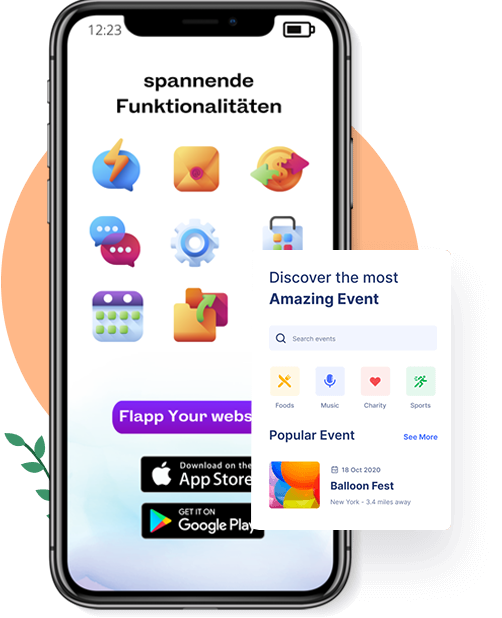 12:23
spannende
Funktionalitäten
Flapp Your webs
Download on the
App Store
GET IT ON
Google Play
Discover the most
Amazing Event
Search events
Foods Music Charity Sports
Popular Event See More
18 Oct 2020
Balloon Fest
New York - 3.4 miles away